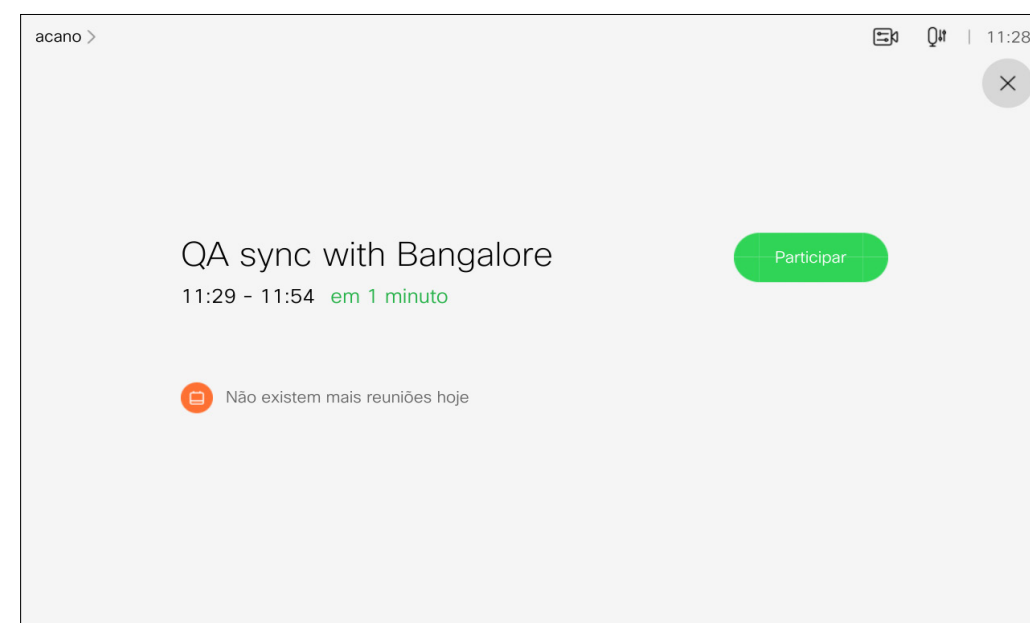 acano
11:28
QA sync with Bangalore
Participar
11:29 - 11:54 em 1 minuto
Não existem mais reuniões hoje